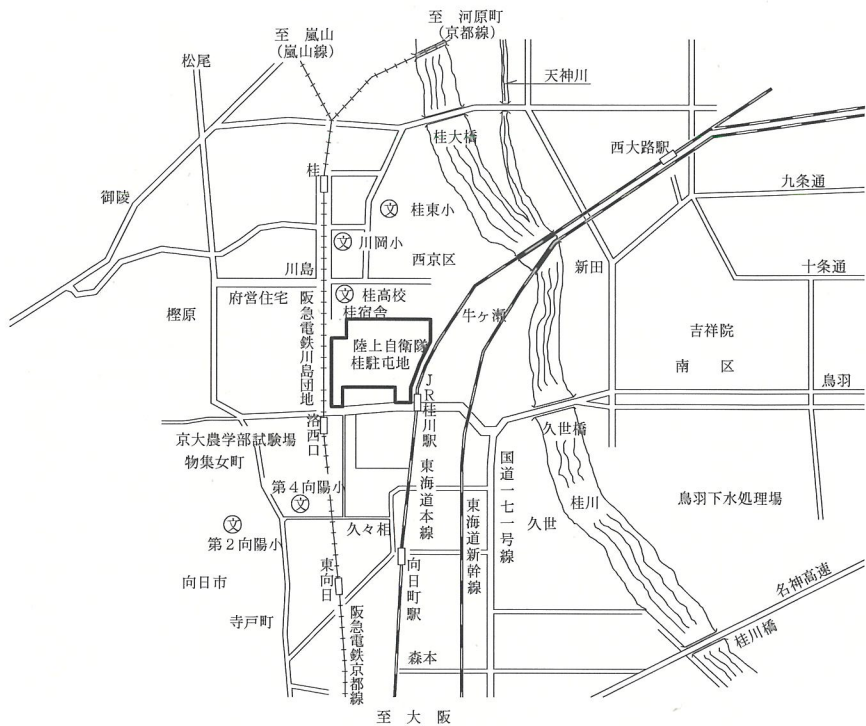 至　河原町
（京都線）
至　嵐山
（嵐山線）
松尾
天神川
桂大橋
西大路駅
桂
九条通
御陵
文
桂東小
文
川岡小
西京区
川島
新田
十条通
府営住宅
文
桂高校
桂宿舎
樫原
牛ケ瀬
吉祥院
阪急電鉄川島団地
陸上自衛隊
桂駐屯地
南　区
JR桂川駅
鳥羽
洛西口
久世橋
京大農学部試験場
物集女町
東海道本線
国道一七一号線
第４向陽小
文
桂川
鳥羽下水処理場
久々相
東海道新幹線
久世
文
第２向陽小
東向日
向日町駅
名神高速
向日市
桂川橋
寺戸町
阪急電鉄京都線
森本
至　大　阪